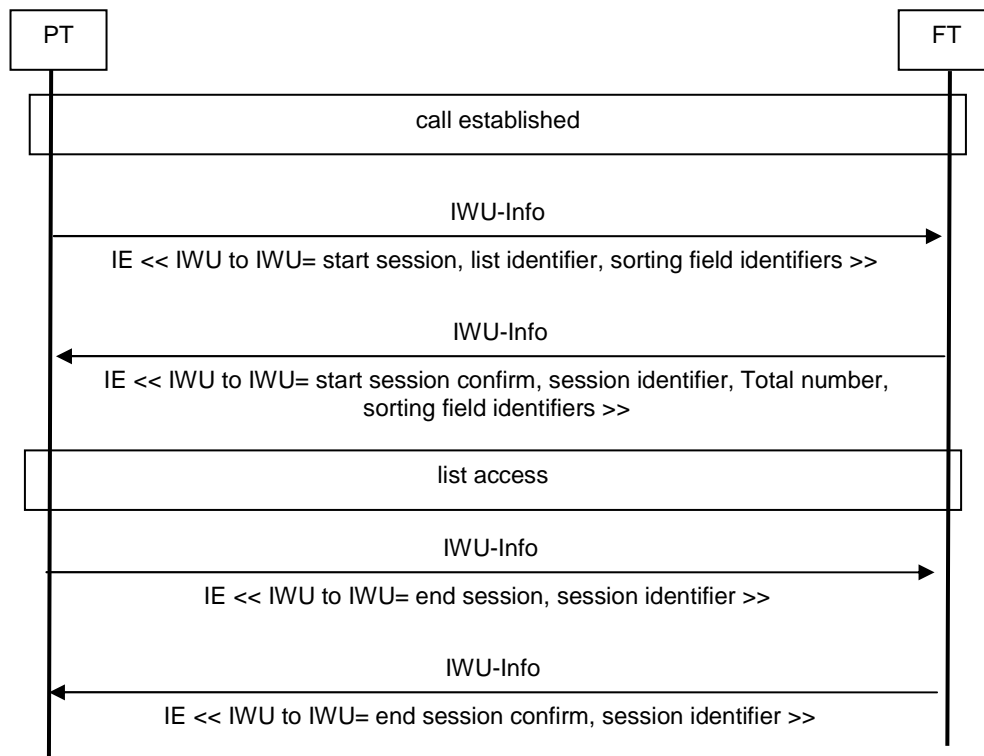 PT
FT
call established
IWU-Info
IE << IWU to IWU= start session, list identifier, sorting field identifiers >>
IWU-Info
IE << IWU to IWU= start session confirm, session identifier, Total number,
sorting field identifiers >>
list access
IWU-Info
IE << IWU to IWU= end session, session identifier >>
IWU-Info
IE << IWU to IWU= end session confirm, session identifier >>